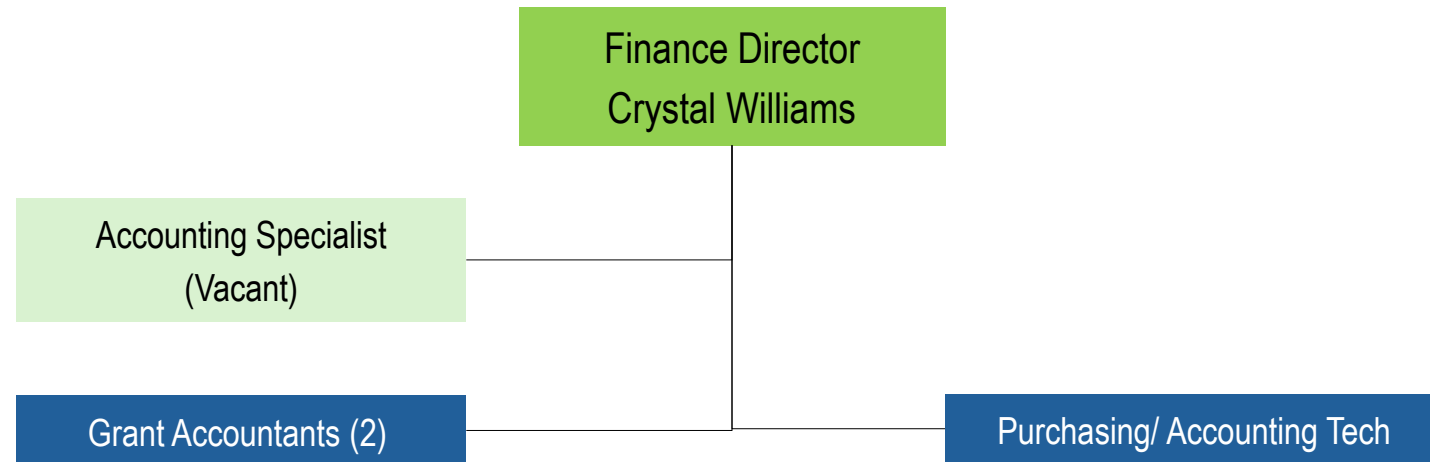 Finance Director
Crystal Williams
Accounting Specialist
(Vacant)
Grant Accountants (2)
Purchasing/ Accounting Tech